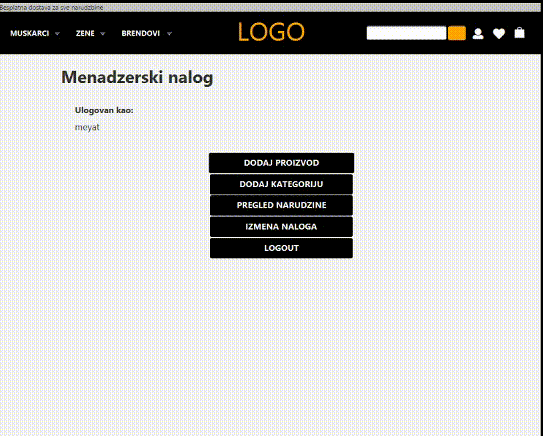 Besplatna dostava za sve narudzbine
MUSKARCI ZENE BRENDOVI LOGO
Menadzerski nalog
Ulogovan kao:
meyat
DODAJ PROIZVOD
DODAJ KATEGORIJU
PREGLED NARUDZINE
IZMENA NALOGA
LOGOUT